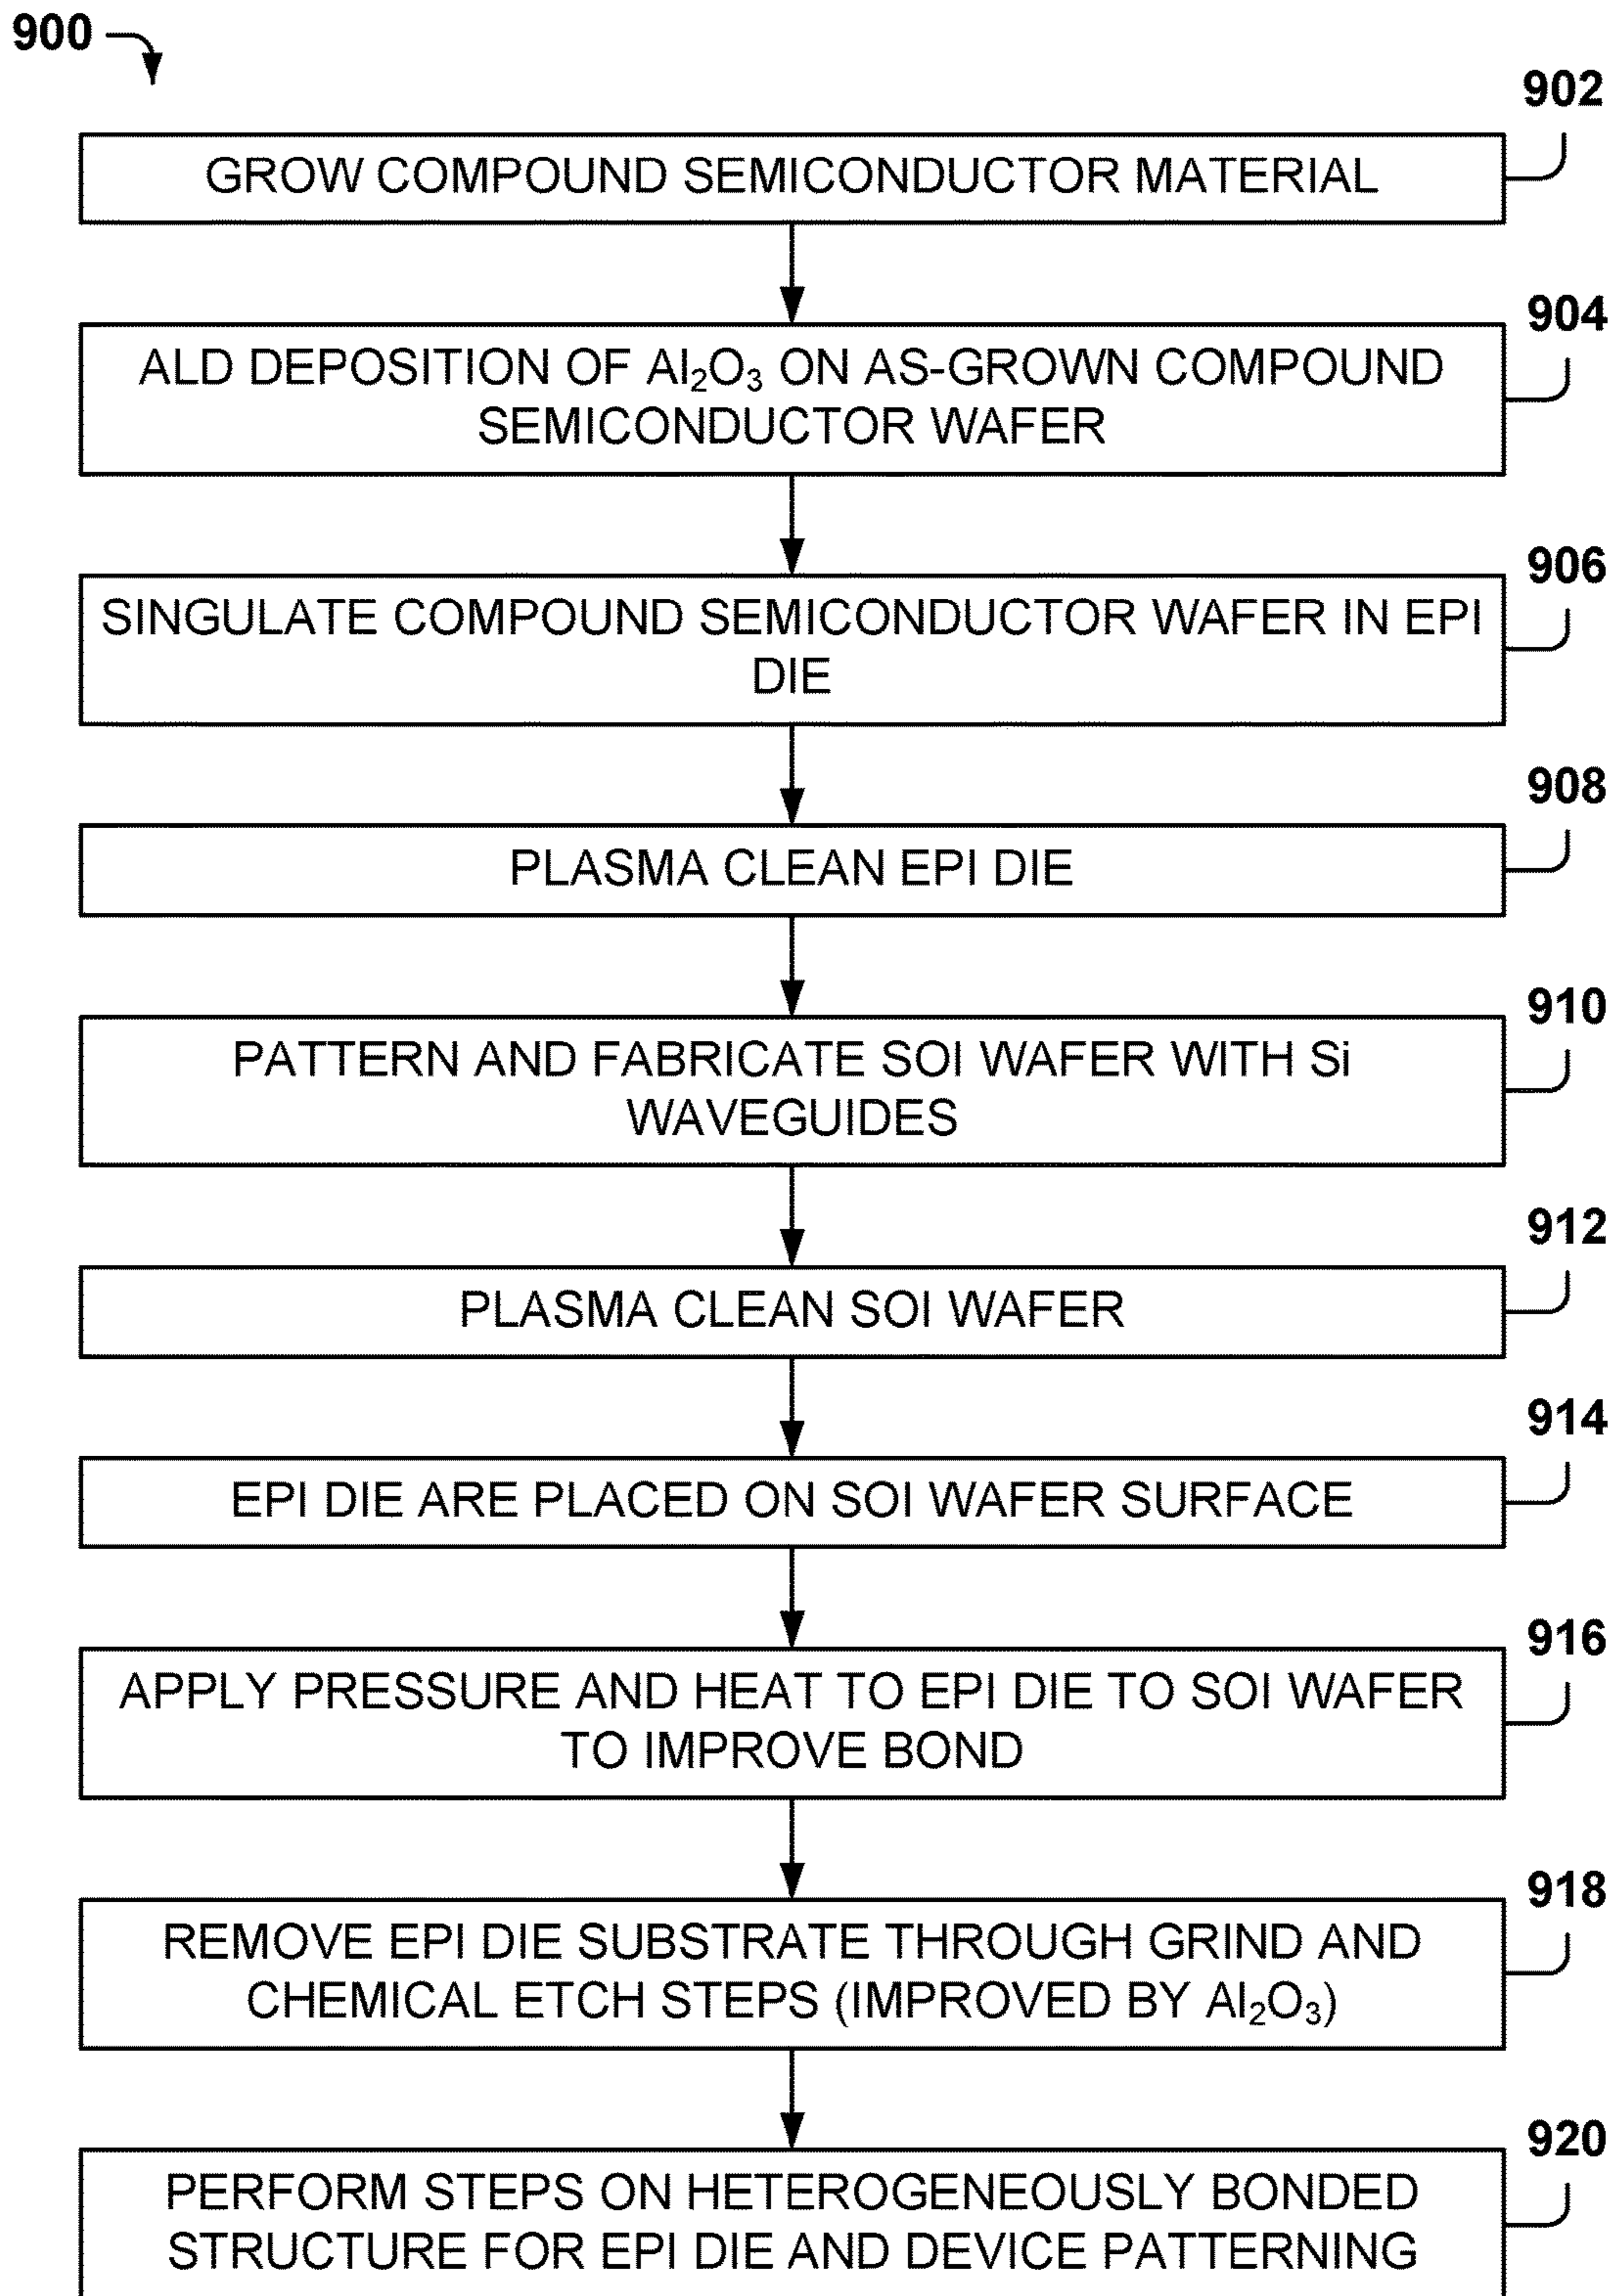 900
902
GROW COMPOUND SEMICONDUCTOR MATERIAL
904
ALD DEPOSITION OF Al₂O₃ ON AS-GROWN COMPOUND
SEMICONDUCTOR WAFER
906
SINGULATE COMPOUND SEMICONDUCTOR WAFER IN EPI
DIE
908
PLASMA CLEAN EPI DIE
910
PATTERN AND FABRICATE SOI WAFER WITH Si
WAVEGUIDES
912
PLASMA CLEAN SOI WAFER
914
EPI DIE ARE PLACED ON SOI WAFER SURFACE
916
APPLY PRESSURE AND HEAT TO EPI DIE TO SOI WAFER
TO IMPROVE BOND
918
REMOVE EPI DIE SUBSTRATE THROUGH GRIND AND
CHEMICAL ETCH STEPS (IMPROVED BY Al₂O₃)
920
PERFORM STEPS ON HETEROGENEOUSLY BONDED
STRUCTURE FOR EPI DIE AND DEVICE PATTERNING